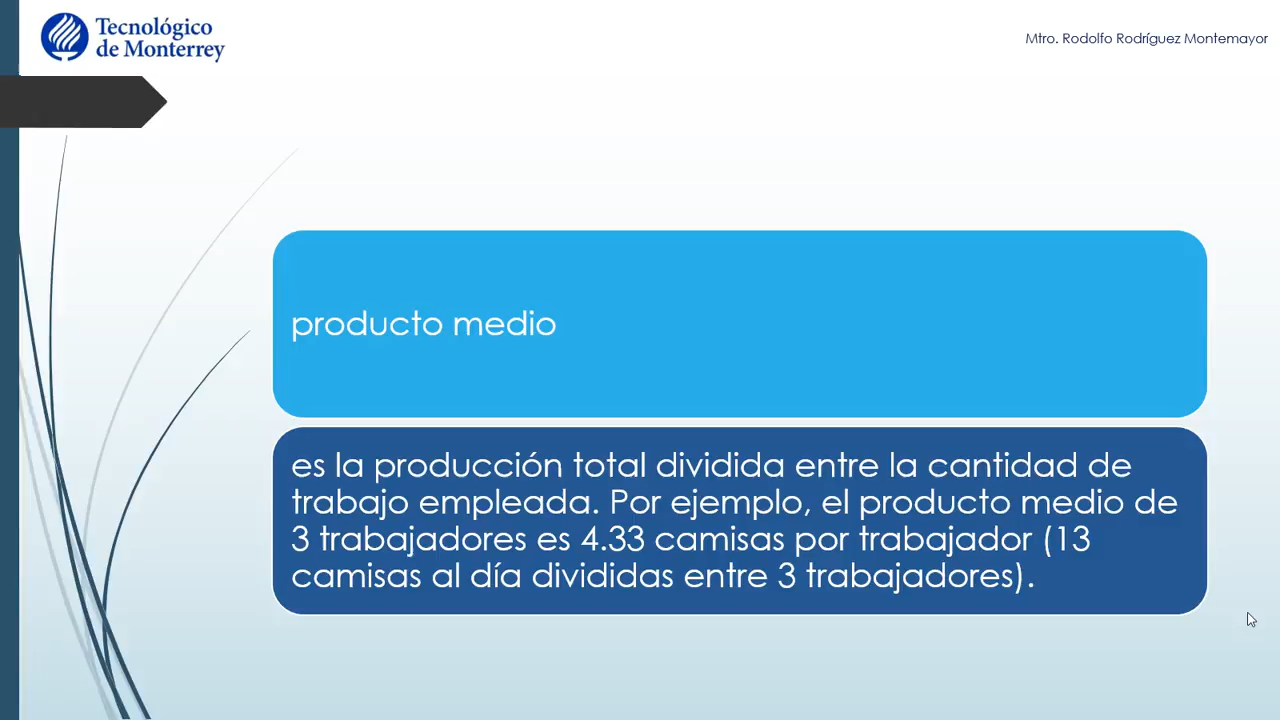 Tecnológico
de Monterrey
Mtro. Rodolfo Rodríguez Montemayor
producto medio
es la producción total dividida entre la cantidad de
trabajo empleada. Por ejemplo, el producto medio de
3 trabajadores es 4.33 camisas por trabajador (13
camisas al día divididas entre 3 trabajadores).